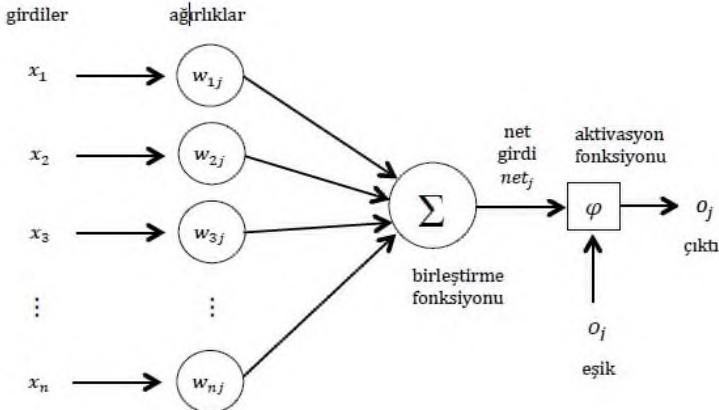 girdiler ağırlıklar
x₁ w₁ⱼ
x₂ w₂ⱼ
x₃ w₃ⱼ
⋮ ⋮
xₙ wₙⱼ
∑
birleştirme
fonksiyonu
net
girdi
netⱼ
aktivasyon
fonksiyonu
φ
oⱼ
çıktı
Oⱼ
eşik